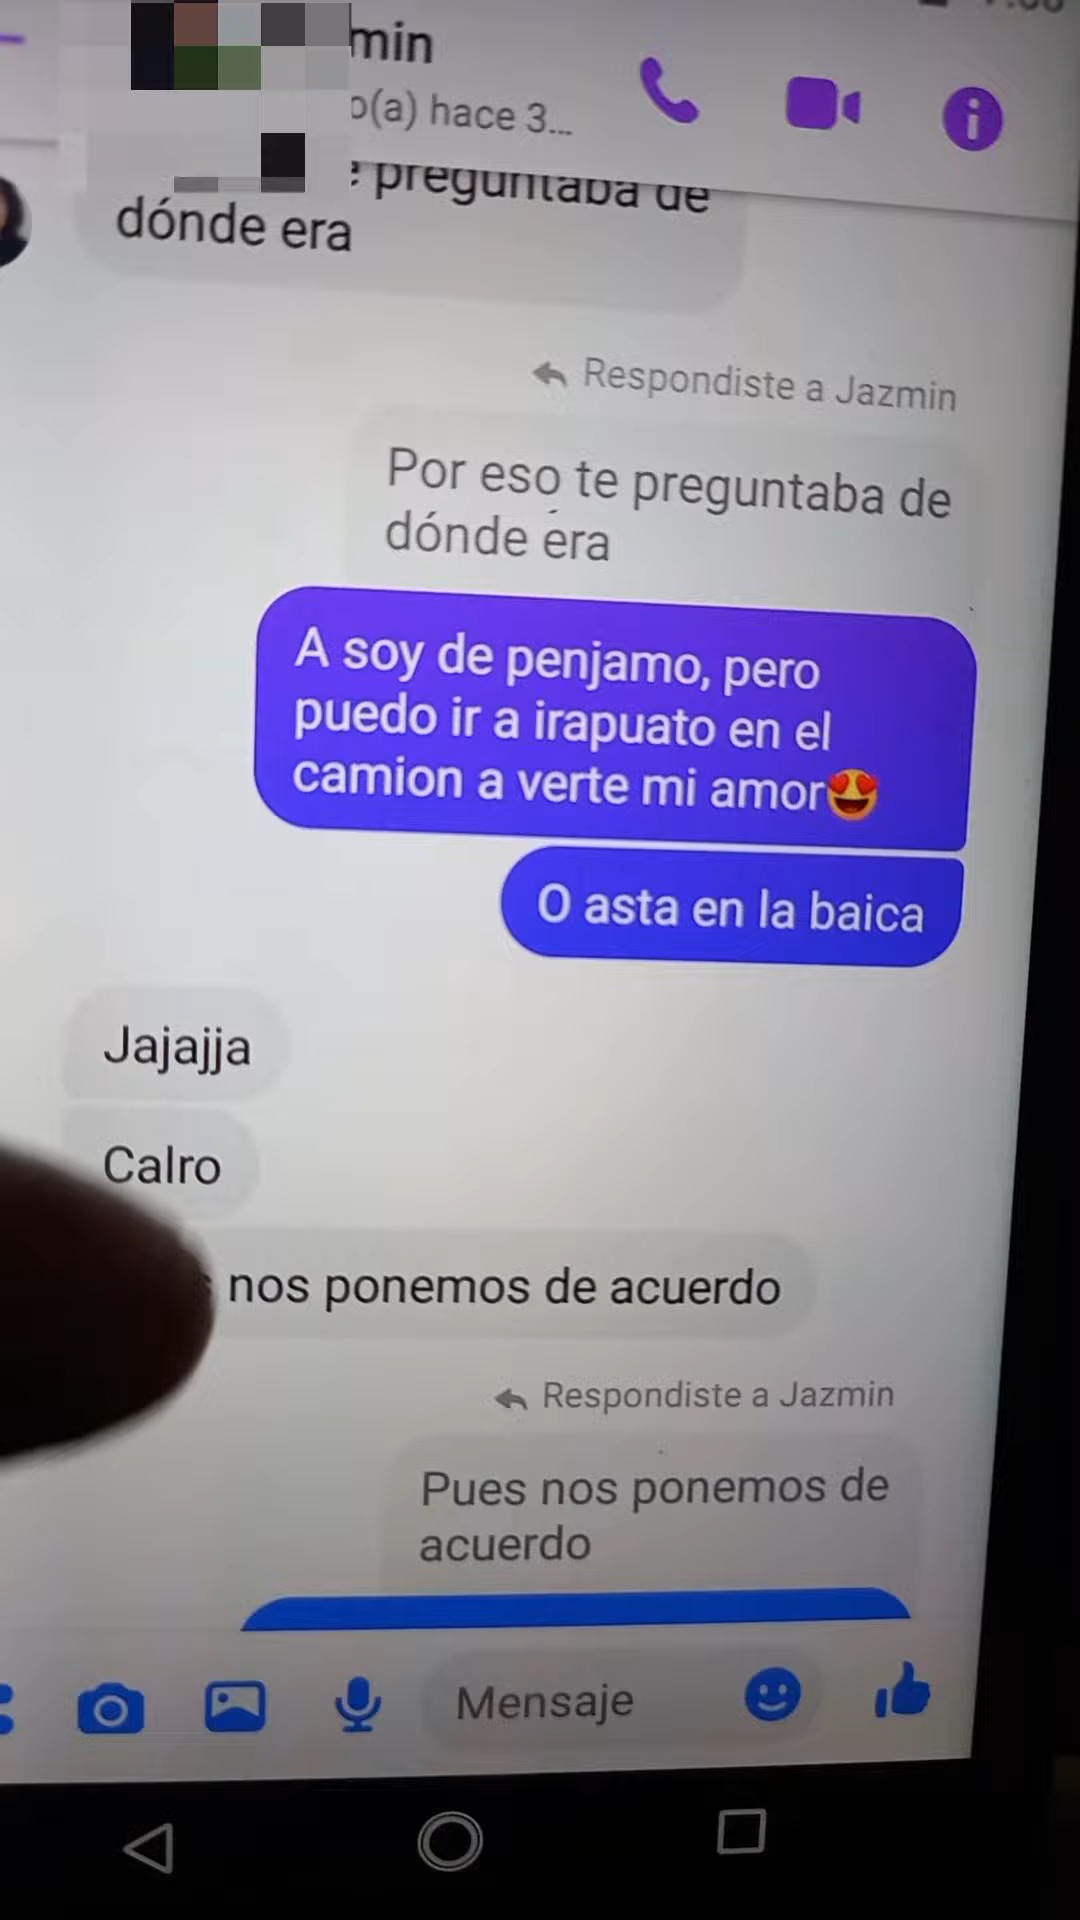 min
o(a) hace 3...
preguntaba de
dónde era
Respondiste a Jazmin
Por eso te preguntaba de
dónde era
A soy de penjamo, pero
puedo ir a irapuato en el
camion a verte mi amor😍
O asta en la baica
Jajajja
Calro
nos ponemos de acuerdo
Respondiste a Jazmin
Pues nos ponemos de
acuerdo
Mensaje